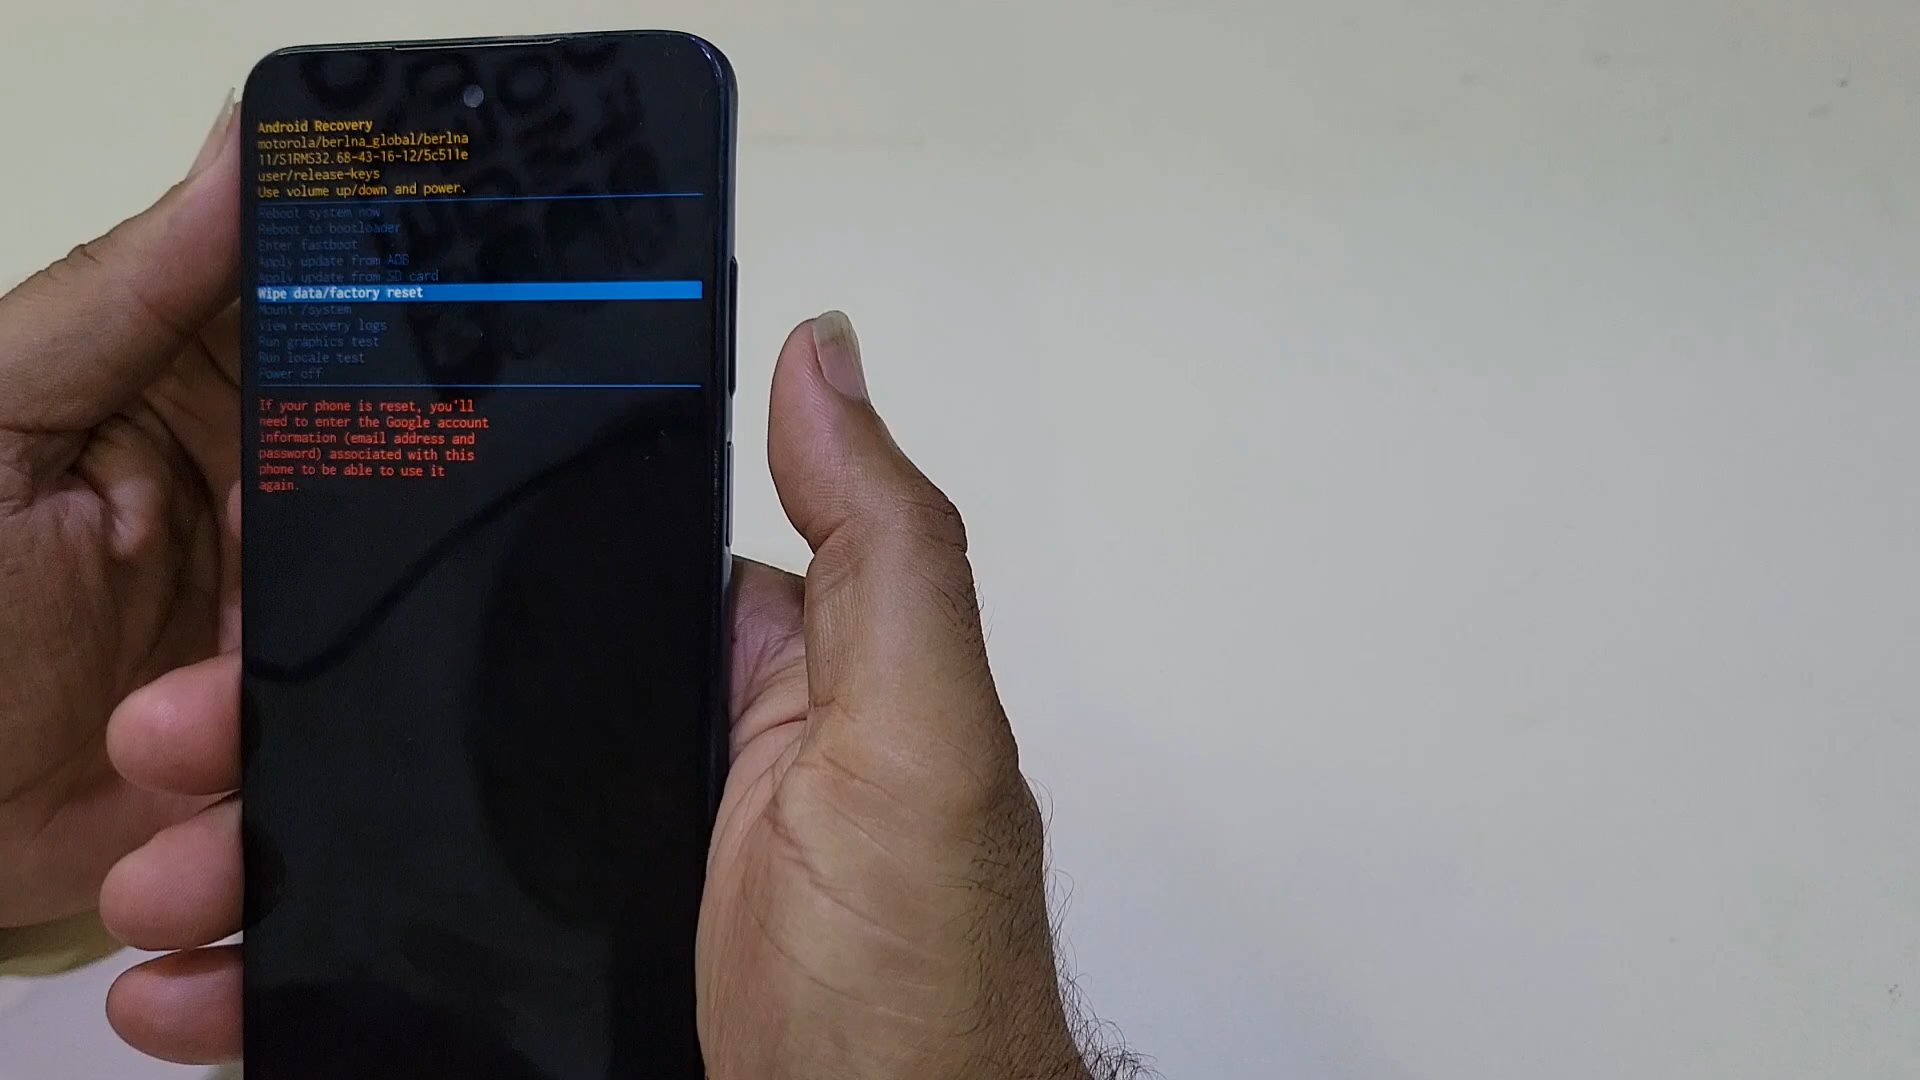 Android Recovery
motorola/berlna_global/berlna
11/S1RMS32.68-43-16-12/5c511e
user/release-keys
Use volume up/down and power.
Reboot system now
Reboot to bootloader
Enter fastboot
Apply update from ADB
Apply update from SD card
Wipe data/factory reset
Mount /system
View recovery logs
Run graphics test
Run locale test
Power off
If your phone is reset, you'll
need to enter the Google account
information (email address and
password) associated with this
phone to be able to use it
again.